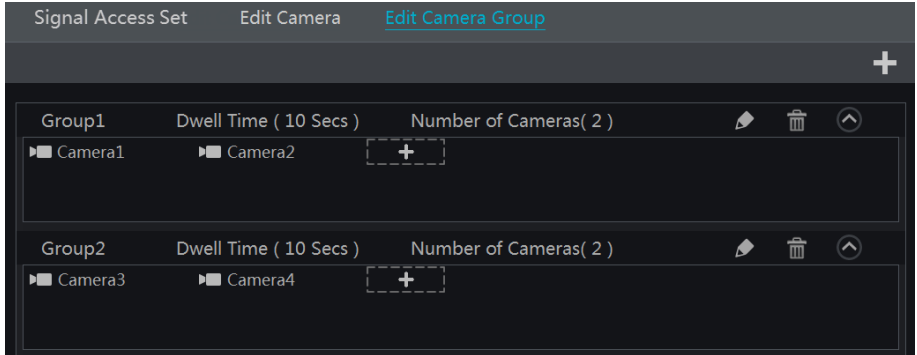 Signal Access Set Edit Camera Edit Camera Group
Group1 Dwell Time ( 10 Secs ) Number of Cameras( 2 )
Camera1 Camera2
Group2 Dwell Time ( 10 Secs ) Number of Cameras( 2 )
Camera3 Camera4